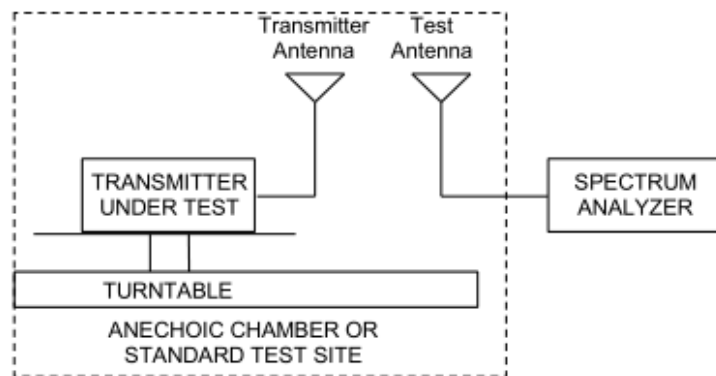 Transmitter
Antenna
Test
Antenna
TRANSMITTER
UNDER TEST
SPECTRUM
ANALYZER
TURNTABLE
ANECHOIC CHAMBER OR
STANDARD TEST SITE